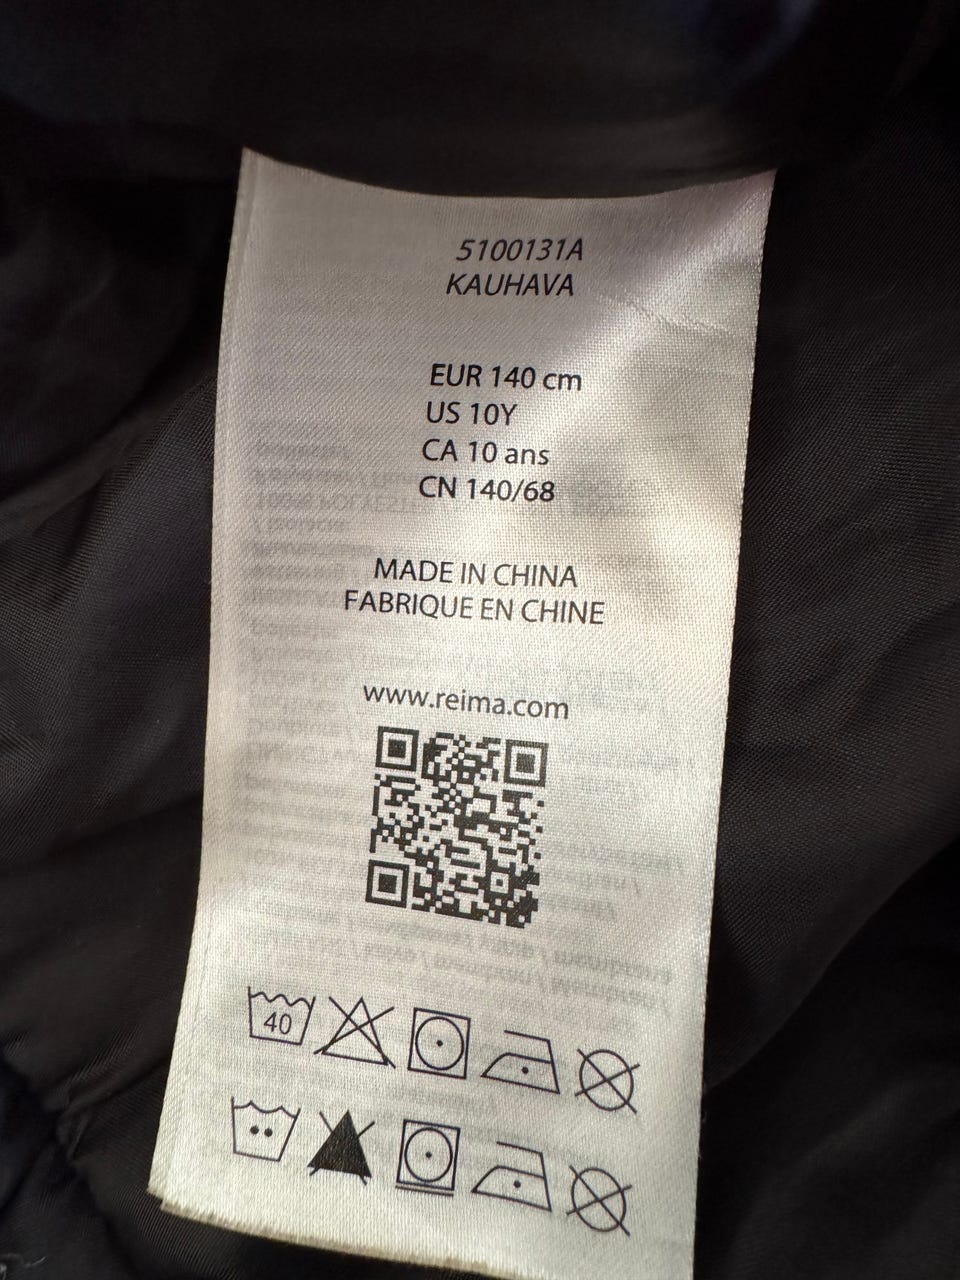 5100131A
KAUHAVA
EUR 140 cm
US 10Y
CA 10 ans
CN 140/68
MADE IN CHINA
FABRIQUE EN CHINE
www.reima.com
40